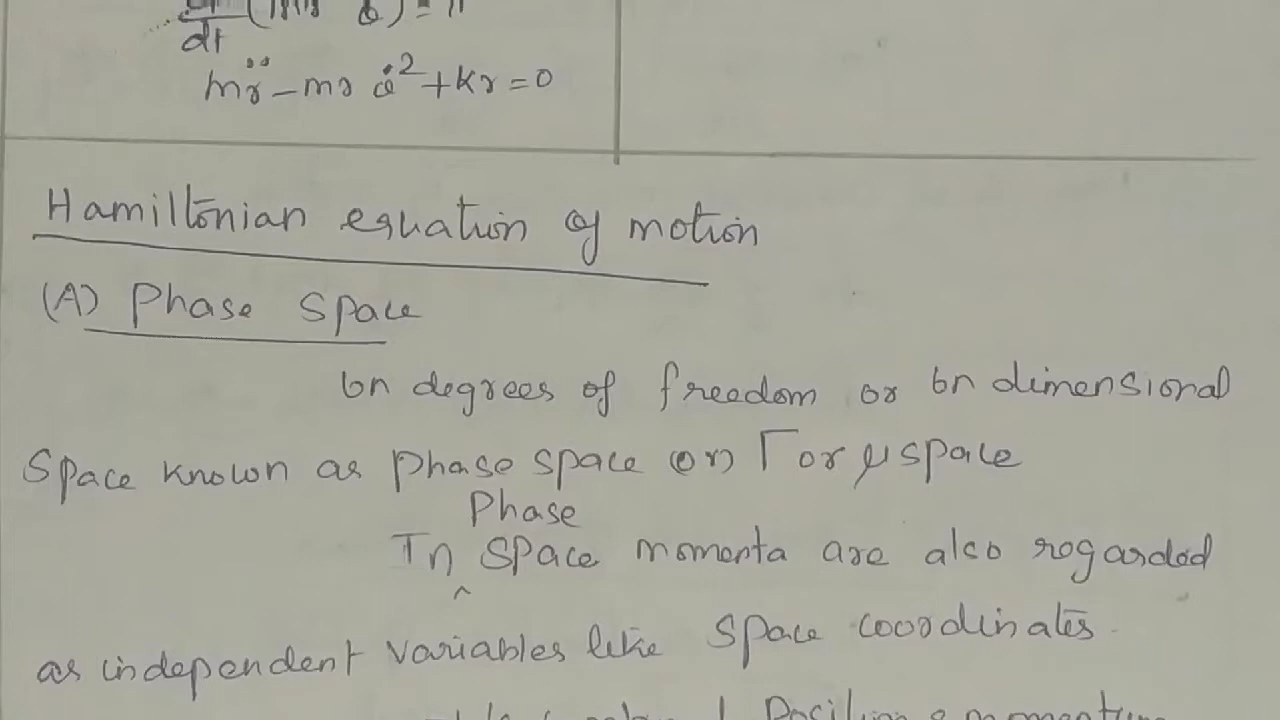 mr̈ - mr θ̇² + kr = 0
Hamiltonian equation of motion
(A) Phase space
6n degrees of freedom or 6n dimensional
Space known as phase space (or) Γ or μ space
Phase
In ^ Space momenta are also regarded
as independent variables like space coordinates.